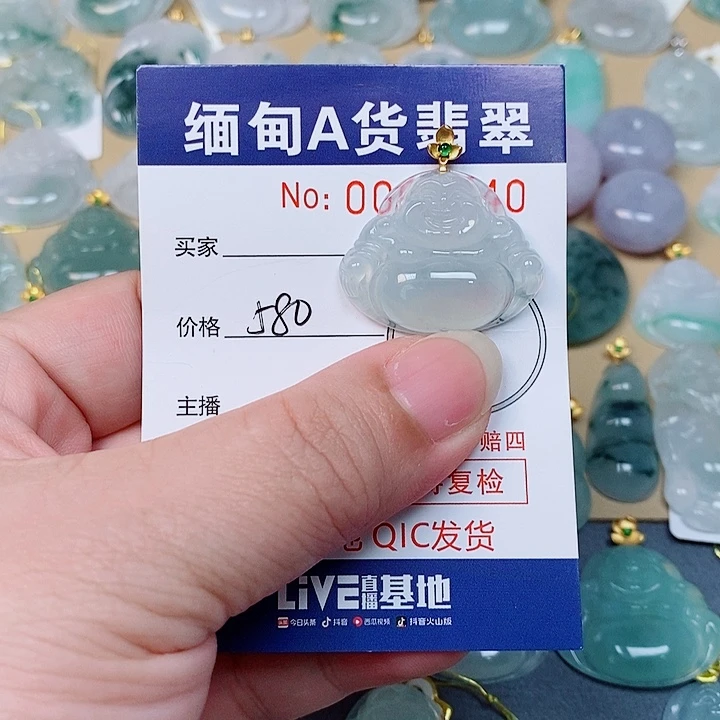 缅甸A货翡翠
No: 00 40
买家
价格 580
主播
赔四
复检
QIC发货
LiVE直播基地
今日头条 抖音 西瓜视频 抖音火山版